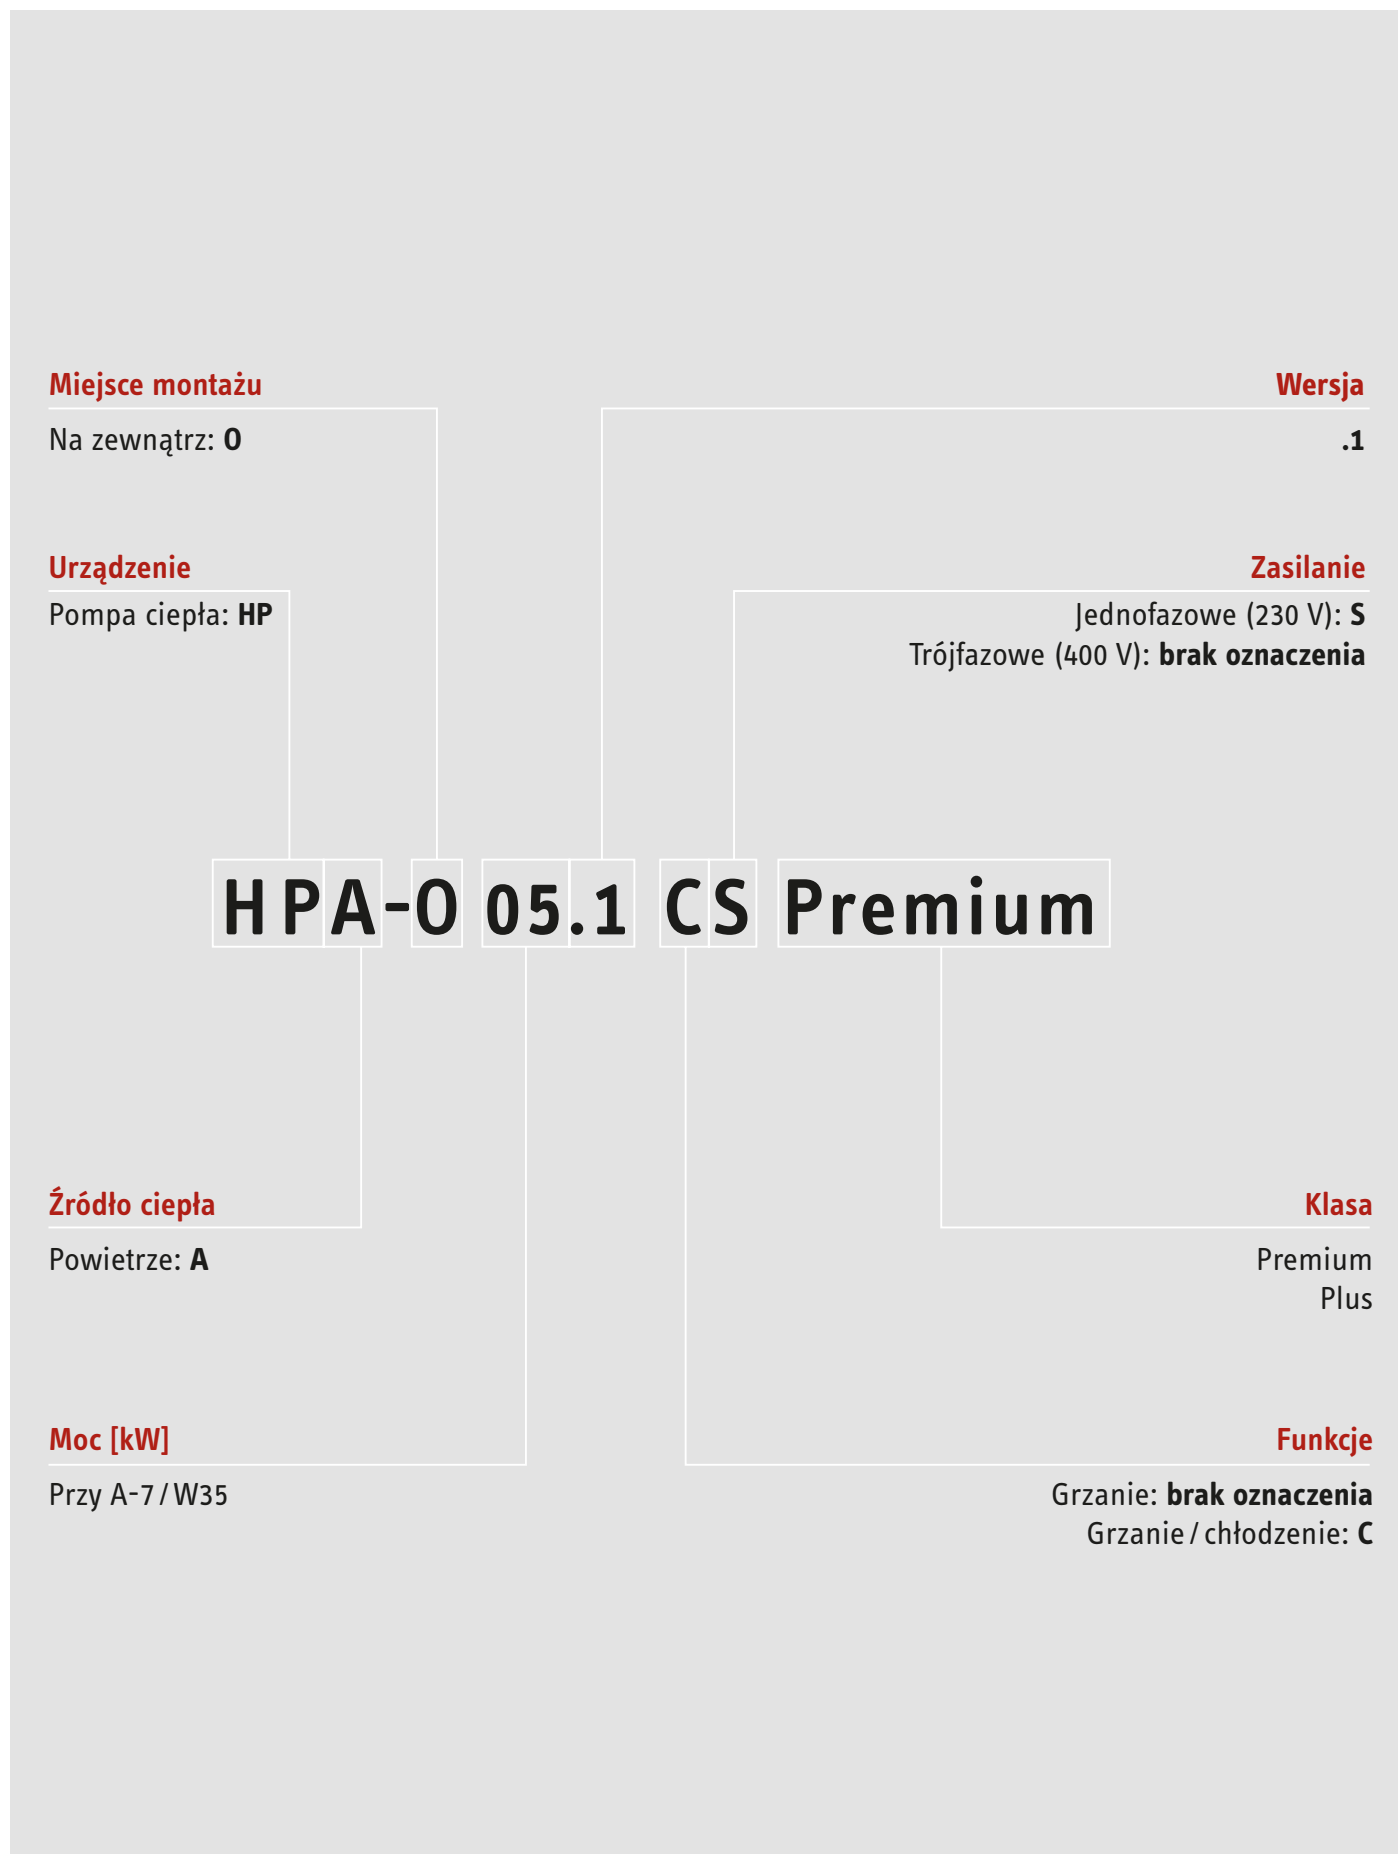 Miejsce montażu
Na zewnątrz: O
Wersja
.1
Urządzenie
Pompa ciepła: HP
Zasilanie
Jednofazowe (230 V): S
Trójfazowe (400 V): brak oznaczenia
HPA-O 05.1 CS Premium
Źródło ciepła
Powietrze: A
Klasa
Premium
Plus
Moc [kW]
Przy A-7 / W35
Funkcje
Grzanie: brak oznaczenia
Grzanie / chłodzenie: C